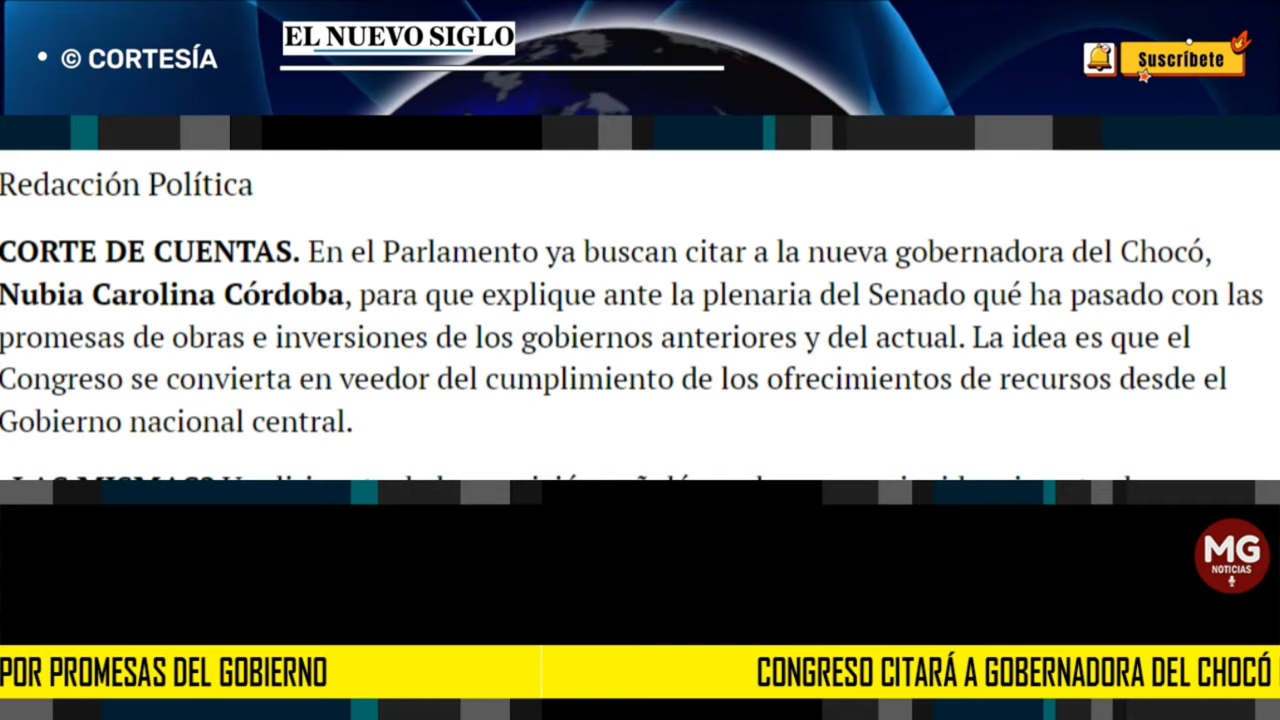 • © CORTESÍA
EL NUEVO SIGLO
Suscríbete
Redacción Política
CORTE DE CUENTAS. En el Parlamento ya buscan citar a la nueva gobernadora del Chocó,
Nubia Carolina Córdoba, para que explique ante la plenaria del Senado qué ha pasado con las
promesas de obras e inversiones de los gobiernos anteriores y del actual. La idea es que el
Congreso se convierta en veedor del cumplimiento de los ofrecimientos de recursos desde el
Gobierno nacional central.
MG
NOTICIAS
POR PROMESAS DEL GOBIERNO
CONGRESO CITARÁ A GOBERNADORA DEL CHOCÓ